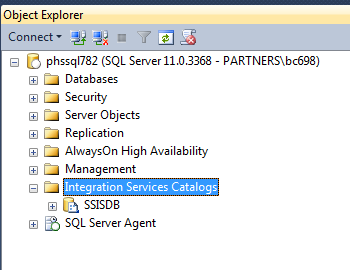 Object Explorer
Connect
phssql782 (SQL Server 11.0.3368 - PARTNERS\bc698)
Databases
Security
Server Objects
Replication
AlwaysOn High Availability
Management
Integration Services Catalogs
SSISDB
SQL Server Agent